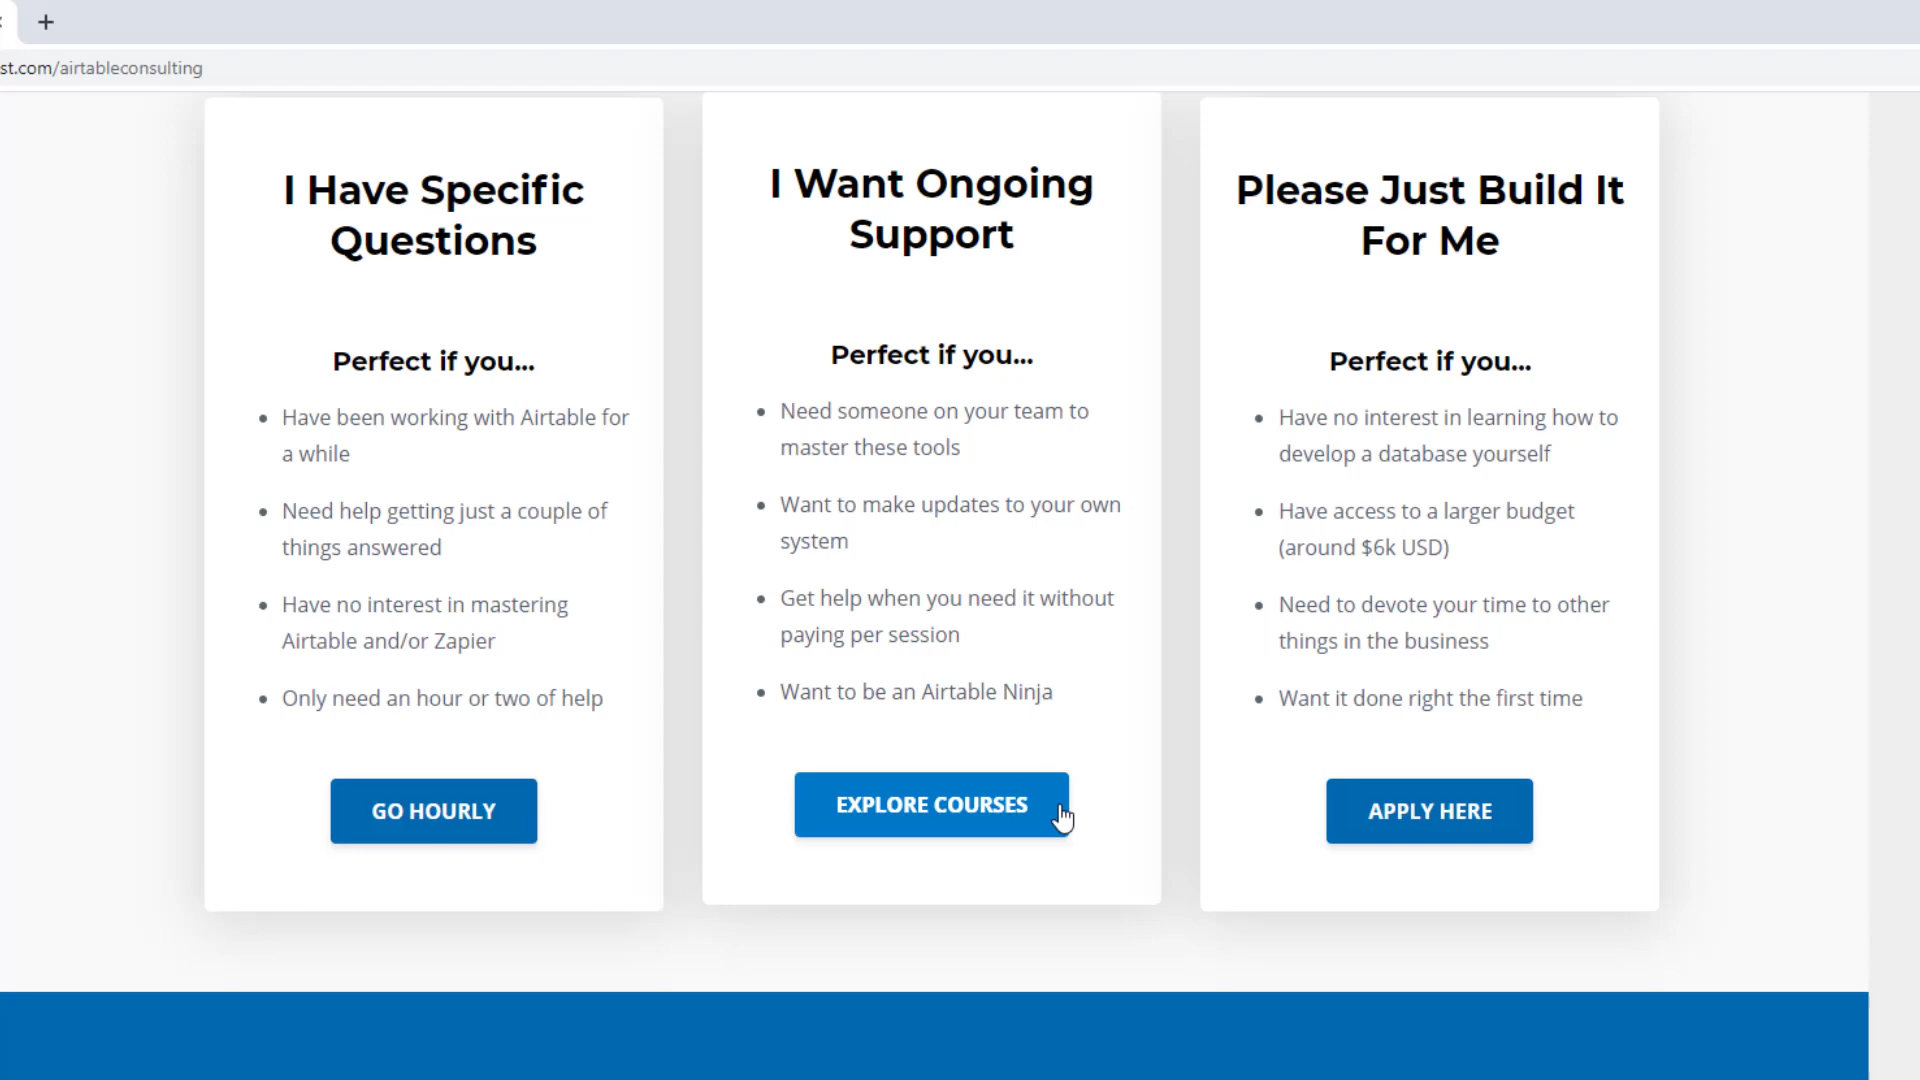 st.com/airtableconsulting
I Have Specific
Questions
Perfect if you...
Have been working with Airtable for
a while
Need help getting just a couple of
things answered
Have no interest in mastering
Airtable and/or Zapier
Only need an hour or two of help
GO HOURLY
I Want Ongoing
Support
Perfect if you...
Need someone on your team to
master these tools
Want to make updates to your own
system
Get help when you need it without
paying per session
Want to be an Airtable Ninja
EXPLORE COURSES
Please Just Build It
For Me
Perfect if you...
Have no interest in learning how to
develop a database yourself
Have access to a larger budget
(around $6k USD)
Need to devote your time to other
things in the business
Want it done right the first time
APPLY HERE